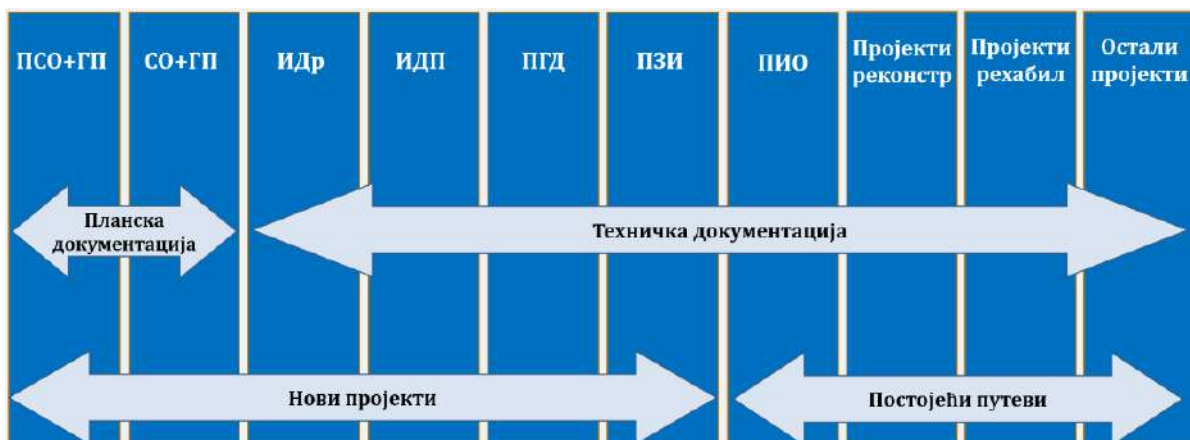 ПСО+ГП
СО+ГП
ИДр
ИДП
ПГД
ПЗИ
ПИО
Пројекти
реконстр
Пројекти
рехабил
Остали
пројекти
Планска
документација
Техничка документација
Нови пројекти
Постојећи путеви